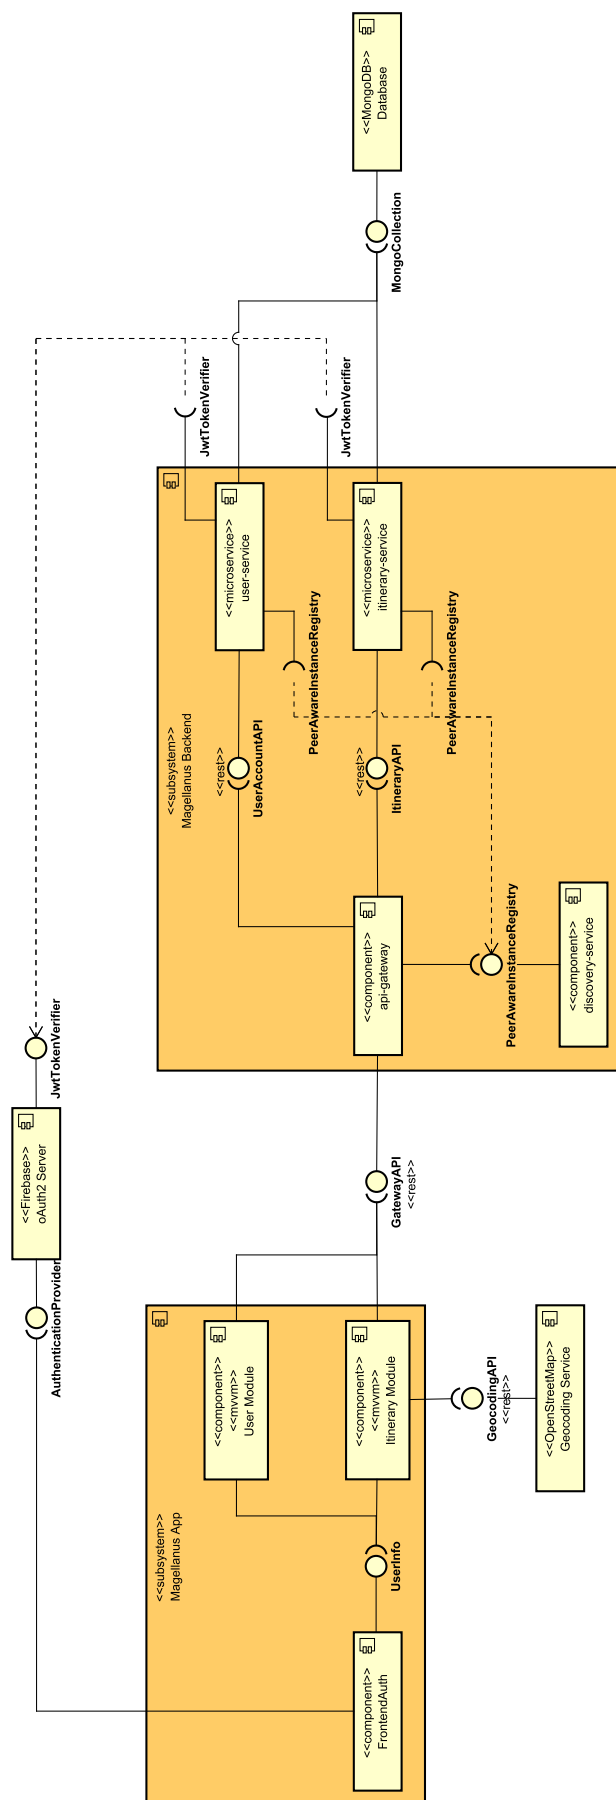 <<component>>
FrontendAuth
<<subsystem>>
Magellanus App
UserInfo
<<component>>
<<mvvm>>
User Module
<<component>>
<<mvvm>>
Itinerary Module
GeocodingAPI
<<rest>>
<<OpenStreetMap>>
Geocoding Service
AuthenticationProvider
<<Firebase>>
oAuth2 Server
JwtTokenVerifier
GatewayAPI
<<rest>>
<<component>>
api-gateway
PeerAwareInstanceRegistry
<<component>>
discovery-service
<<subsystem>>
Magellanus Backend
<<rest>>
UserAccountAPI
<<rest>>
ItineraryAPI
PeerAwareInstanceRegistry
PeerAwareInstanceRegistry
<<microservice>>
user-service
<<microservice>>
itinerary-service
JwtTokenVerifier
JwtTokenVerifier
MongoCollection
<<MongoDB>>
Database